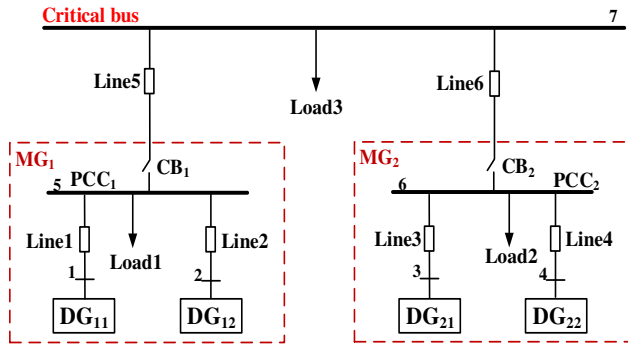 Critical bus
7
Line5
Line6
Load3
MG1
CB1
5
PCC1
Line1
Load1
Line2
1
2
DG11
DG12
MG2
CB2
6
PCC2
Line3
Load2
Line4
3
4
DG21
DG22